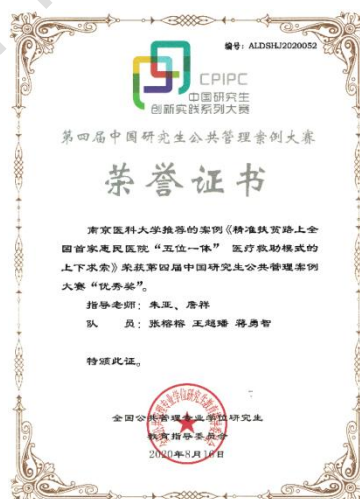 编号: ALDSHJ2020052
CPIPC
中国研究生
创新实践系列大赛
第四届中国研究生公共管理案例大赛
荣誉证书
南京医科大学推荐的案例《精准扶贫路上全
国首家惠民医院“五位一体” 医疗救助模式的
上下求索》荣获第四届中国研究生公共管理案例
大赛“优秀奖”。
指导老师: 朱亚、唐祥
队 员: 张榕榕 王超璠 蒋勇智
特颁此证。
全国公共管理专业学位研究生
教育指导委员会
2020年8月16日